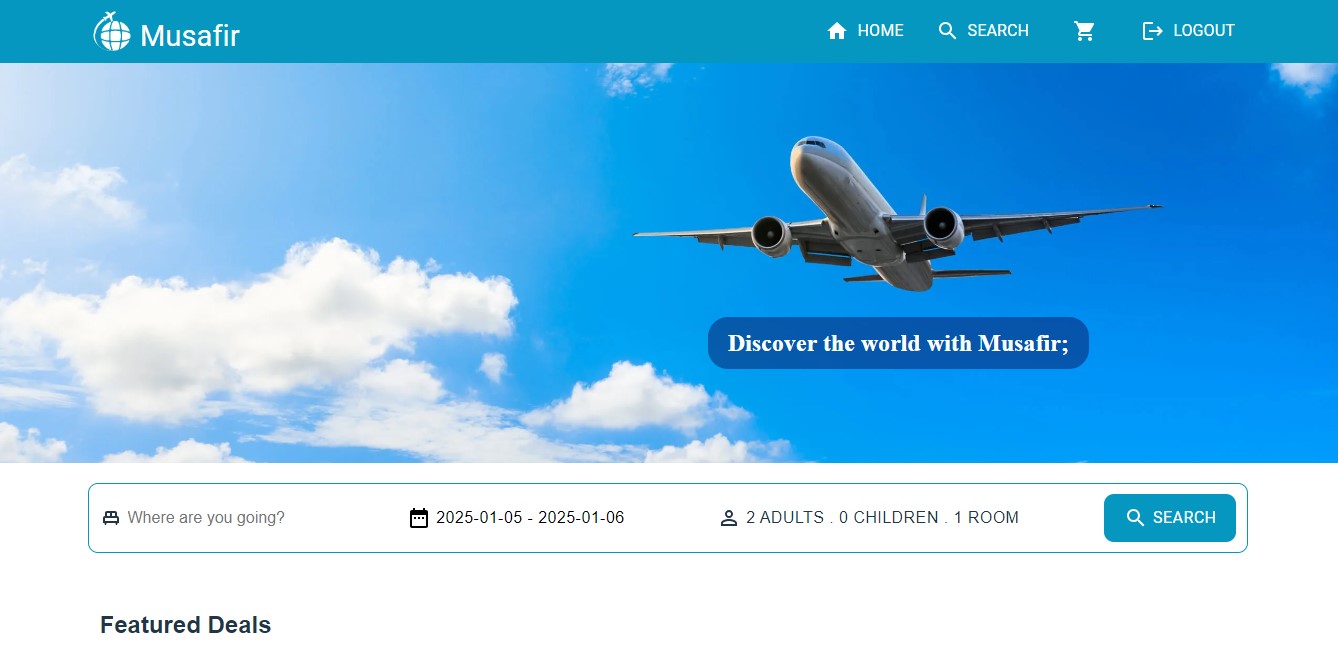 Musafir
HOME SEARCH LOGOUT
Discover the world with Musafir;
Where are you going? 2025-01-05 - 2025-01-06 2 ADULTS . 0 CHILDREN . 1 ROOM SEARCH
Featured Deals